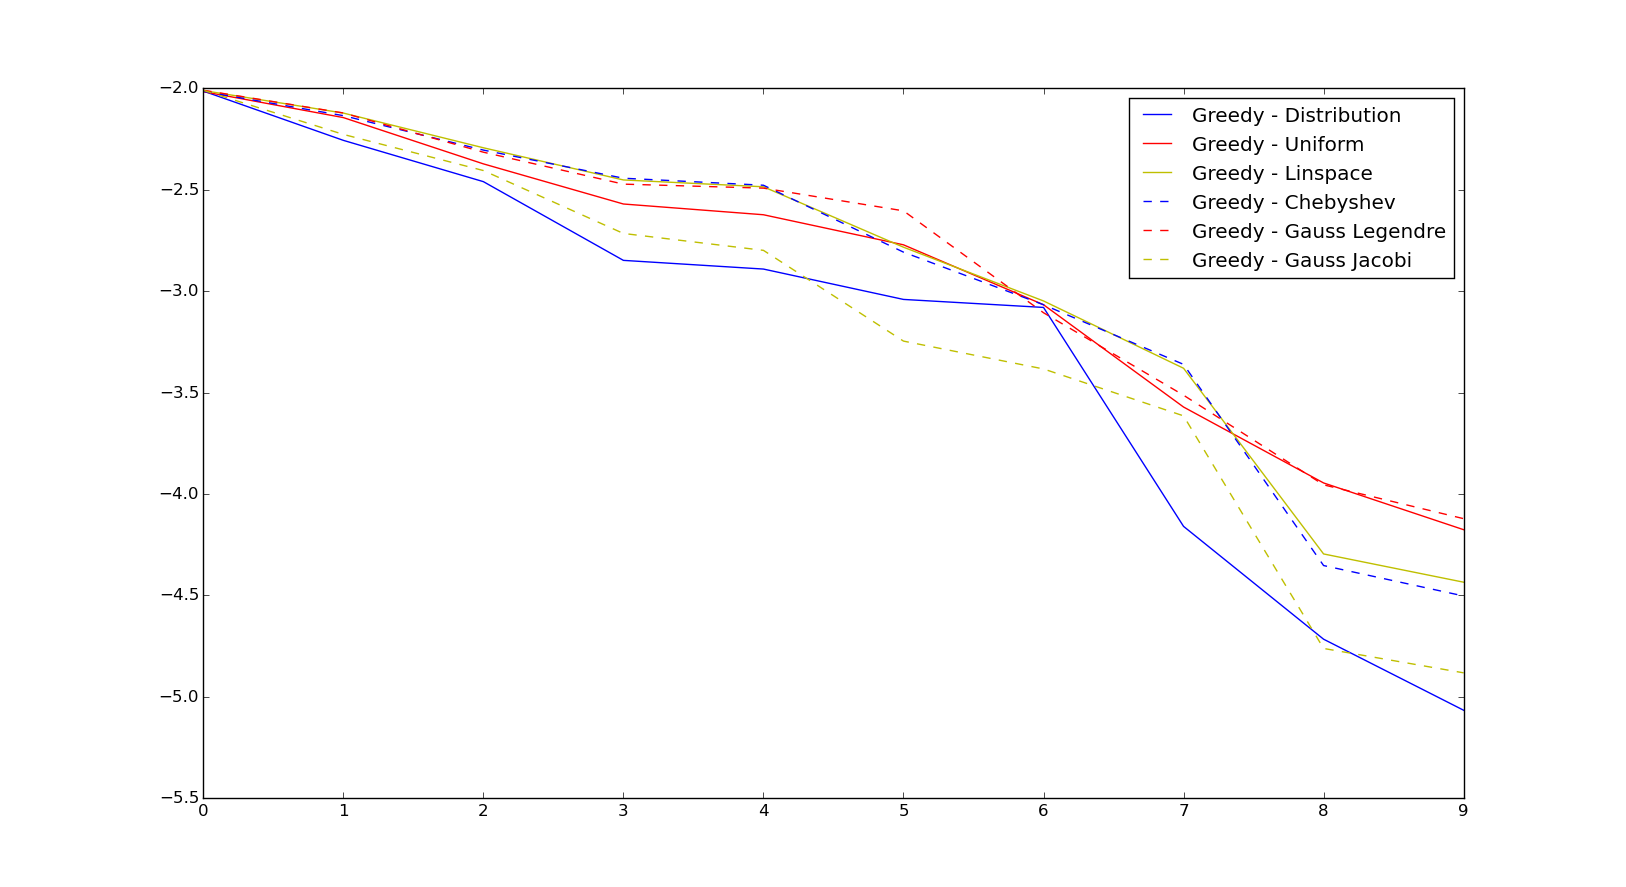 −2.0
−2.5
−3.0
−3.5
−4.0
−4.5
−5.0
−5.5
0 1 2 3 4 5 6 7 8 9
Greedy - Distribution
Greedy - Uniform
Greedy - Linspace
Greedy - Chebyshev
Greedy - Gauss Legendre
Greedy - Gauss Jacobi